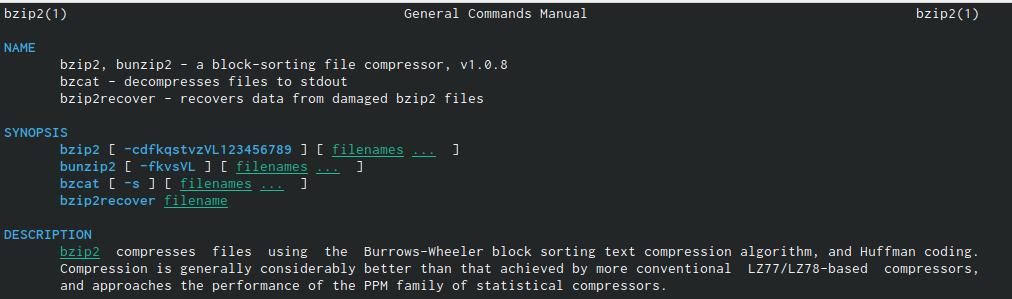 bzip2(1) General Commands Manual bzip2(1)
NAME
bzip2, bunzip2 - a block-sorting file compressor, v1.0.8
bzcat - decompresses files to stdout
bzip2recover - recovers data from damaged bzip2 files
SYNOPSIS
bzip2 [ -cdfkqstvzVL123456789 ] [ filenames ... ]
bunzip2 [ -fkvsVL ] [ filenames ... ]
bzcat [ -s ] [ filenames ... ]
bzip2recover filename
DESCRIPTION
bzip2 compresses files using the Burrows-Wheeler block sorting text compression algorithm, and Huffman coding.
Compression is generally considerably better than that achieved by more conventional LZ77/LZ78-based compressors,
and approaches the performance of the PPM family of statistical compressors.